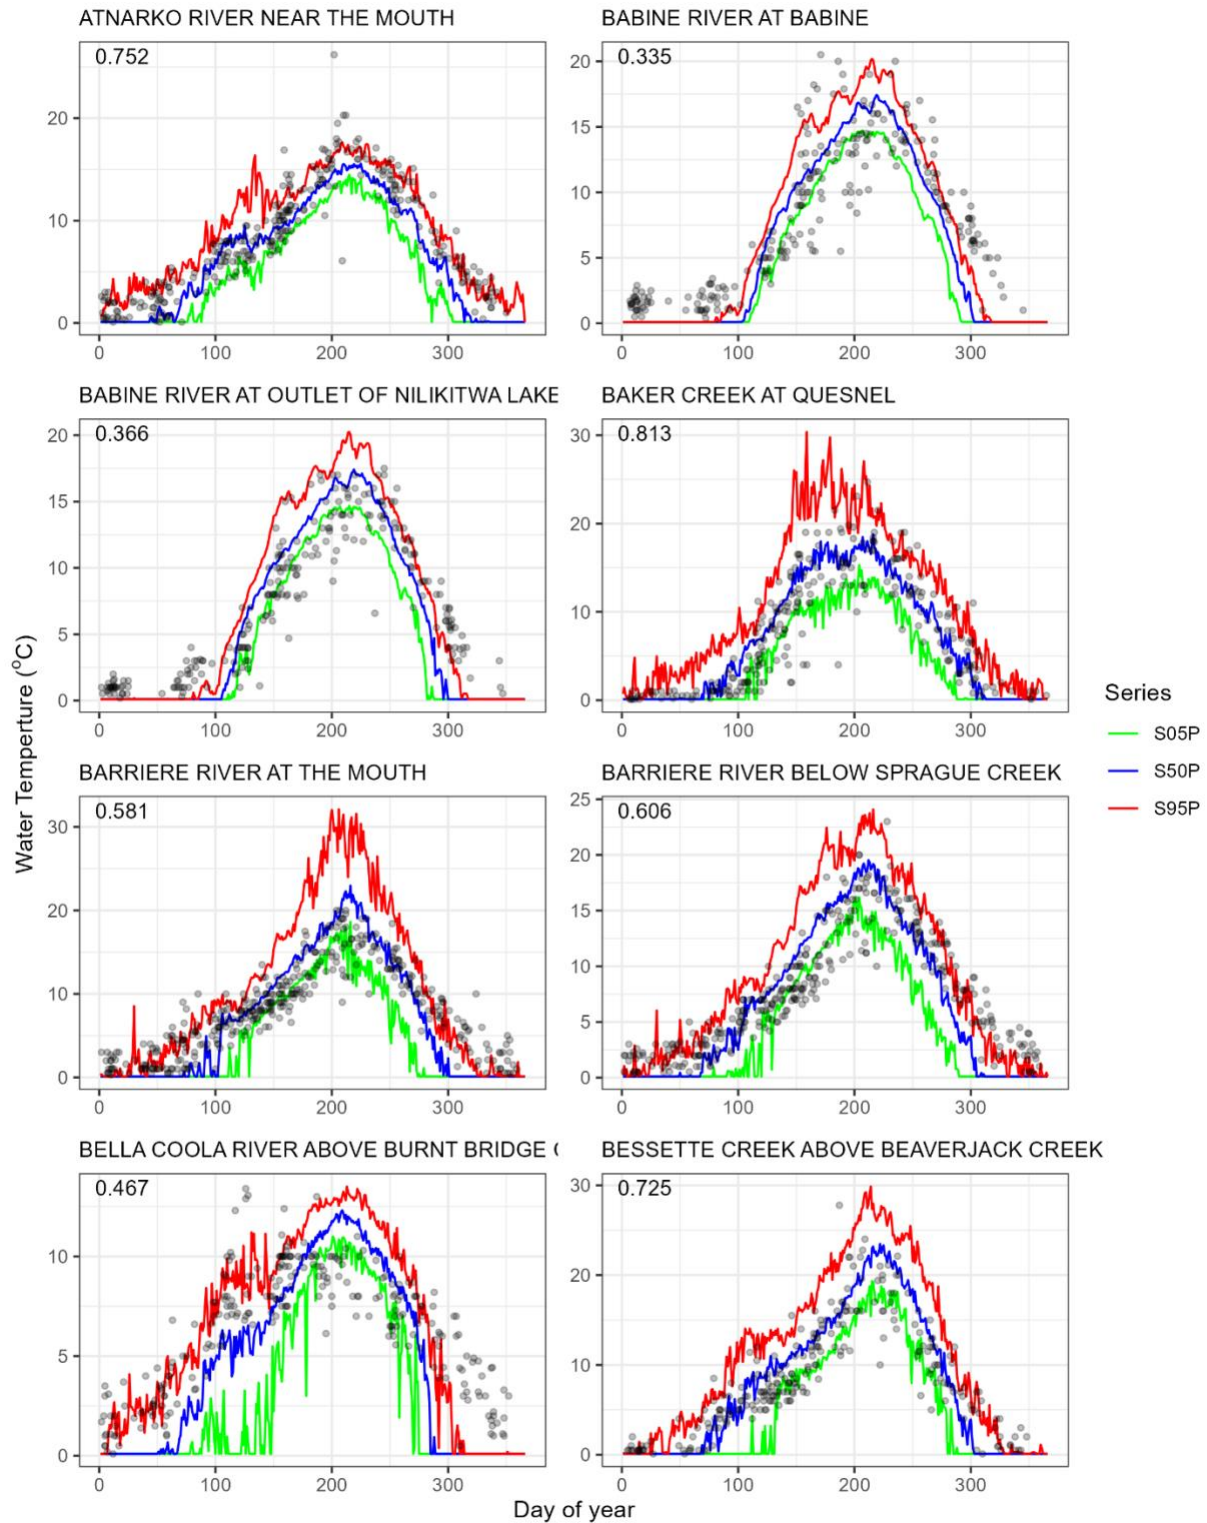 ATNARKO RIVER NEAR THE MOUTH
0.752
20
10
0
0 100 200 300
BABINE RIVER AT BABINE
0.335
20
15
10
5
0
0 100 200 300
BABINE RIVER AT OUTLET OF NILIKITWA LAKE
0.366
20
15
10
5
0
0 100 200 300
BAKER CREEK AT QUESNEL
0.813
30
20
10
0
0 100 200 300
BARRIERE RIVER AT THE MOUTH
0.581
30
20
10
0
0 100 200 300
BARRIERE RIVER BELOW SPRAGUE CREEK
0.606
25
20
15
10
5
0
0 100 200 300
BELLA COOLA RIVER ABOVE BURNT BRIDGE (
0.467
10
5
0
0 100 200 300
BESSETTE CREEK ABOVE BEAVERJACK CREEK
0.725
30
20
10
0
0 100 200 300
Water Temperture (°C)
Day of year
Series
S05P
S50P
S95P